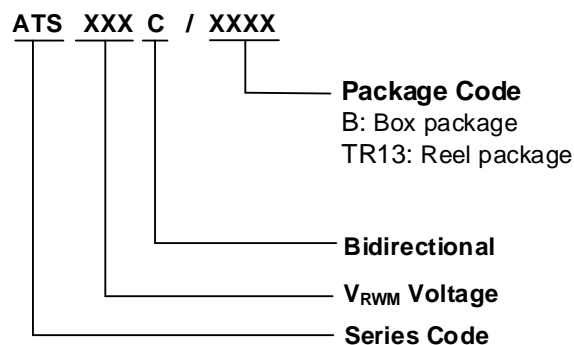 ATS XXX C / XXXX
Package Code
B: Box package
TR13: Reel package
Bidirectional
VRWM Voltage
Series Code